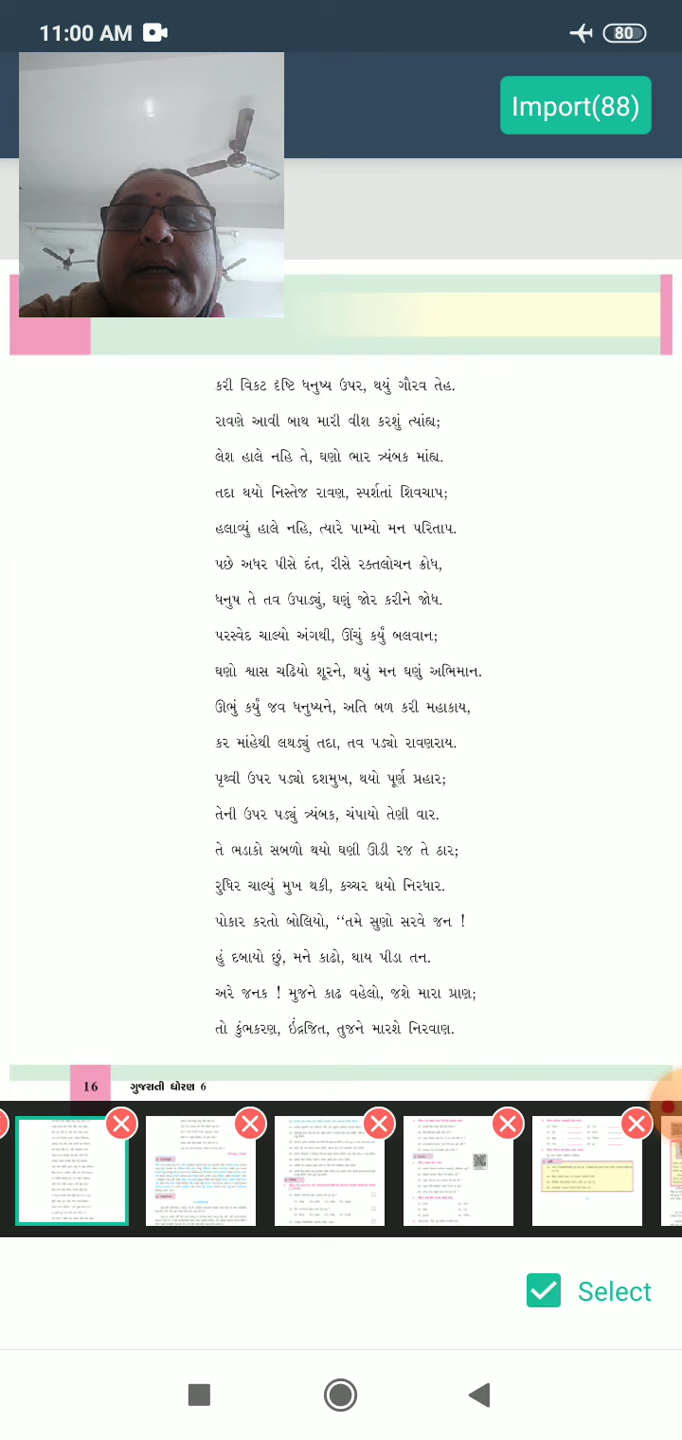 11:00 AM
80
Import(88)
કરી વિકટ દૃષ્ટિ ધનુષ્ય ઉપર, થયું ગૌરવ તેહ.
રાવણે આવી બાથ મારી વીશ કરશું ત્યાંહ્ય;
લેશ હાલે નહિ તે, ઘણો ભાર ત્ર્યંબક માંહ્ય.
તદા થયો નિસ્તેજ રાવણ, સ્પર્શતાં શિવચાપ;
હલાવ્યું હાલે નહિ, ત્યારે પામ્યો મન પરિતાપ.
પછે અધર પીસે દંત, રીસે રક્તલોચન ક્રોધ,
ધનુષ તે તવ ઉપાડ્યું, ઘણું જોર કરીને જોધ.
પરસ્વેદ ચાલ્યો અંગથી, ઊંચું કર્યું બલવાન;
ઘણો શ્વાસ ચઢિયો શૂરને, થયું મન ઘણું અભિમાન.
ઊભું કર્યું જવ ધનુષ્યને, અતિ બળ કરી મહાકાય,
કર માંહેથી લથડ્યું તદા, તવ પડ્યો રાવણરાય.
પૃથ્વી ઉપર પડ્યો દશમુખ, થયો પૂર્ણ પ્રહાર;
તેની ઉપર પડ્યું ત્ર્યંબક, ચંપાયો તેણી વાર.
તે ભડાકો સબળો થયો ઘણી ઊડી રજ તે ઠાર;
રુધિર ચાલ્યું મુખ થકી, કચ્ચર થયો નિરધાર.
પોકાર કરતો બોલિયો, ‘‘તમે સુણો સરવે જન !
હું દબાયો છું, મને કાઢો, થાય પીડા તન.
અરે જનક ! મુજને કાઢ વહેલો, જશે મારા પ્રાણ;
તો કુંભકરણ, ઇંદ્રજિત, તુજને મારશે નિરવાણ.
16 ગુજરાતી ધોરણ 6
Select